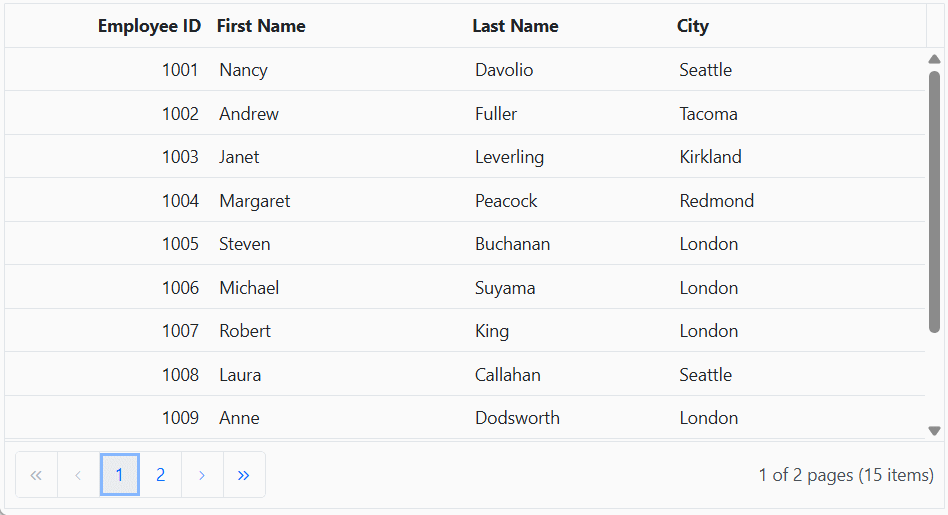 Employee ID First Name Last Name City
1001 Nancy Davolio Seattle
1002 Andrew Fuller Tacoma
1003 Janet Leverling Kirkland
1004 Margaret Peacock Redmond
1005 Steven Buchanan London
1006 Michael Suyama London
1007 Robert King London
1008 Laura Callahan Seattle
1009 Anne Dodsworth London
« ‹ 1 2 › » 1 of 2 pages (15 items)